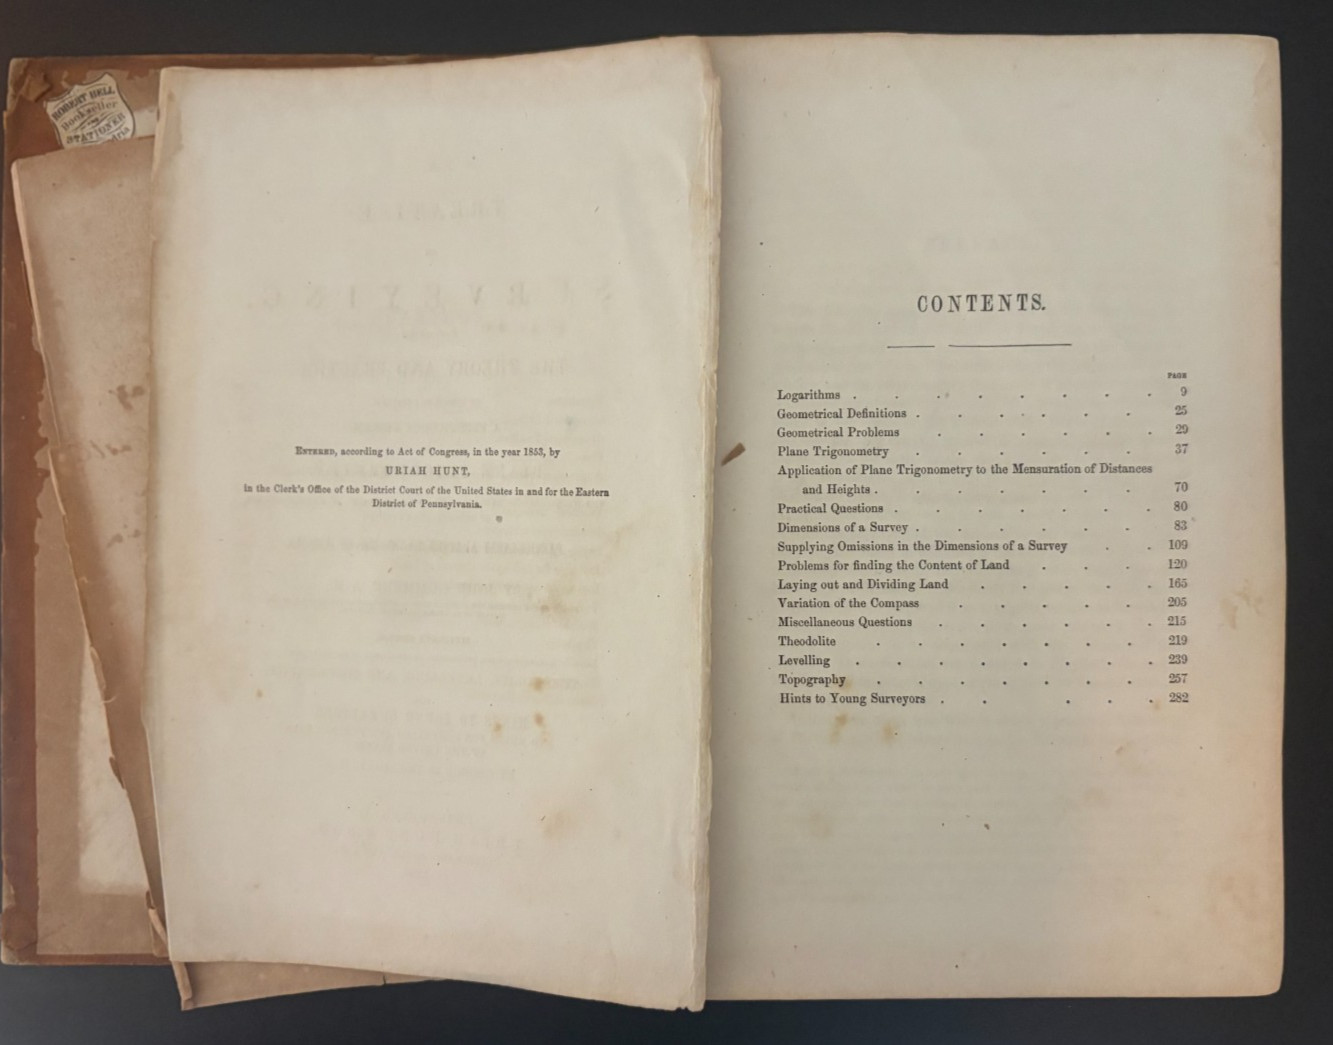 ROBERT BELL
Bookseller
STATIONER
Entered, according to Act of Congress, in the year 1853, by
URIAH HUNT,
in the Clerk's Office of the District Court of the United States in and for the Eastern
District of Pennsylvania.
CONTENTS.
PAGE
Logarithms . . . . . . . . 9
Geometrical Definitions . . . . . . 25
Geometrical Problems . . . . . . 29
Plane Trigonometry . . . . . . 37
Application of Plane Trigonometry to the Mensuration of Distances
and Heights . . . . . . . 70
Practical Questions . . . . . . . 80
Dimensions of a Survey . . . . . . 83
Supplying Omissions in the Dimensions of a Survey . . 109
Problems for finding the Content of Land . . . 120
Laying out and Dividing Land . . . . . 165
Variation of the Compass . . . . . 205
Miscellaneous Questions . . . . . . 215
Theodolite . . . . . . . 219
Levelling . . . . . . . . 239
Topography . . . . . . . 257
Hints to Young Surveyors . . . . . 282